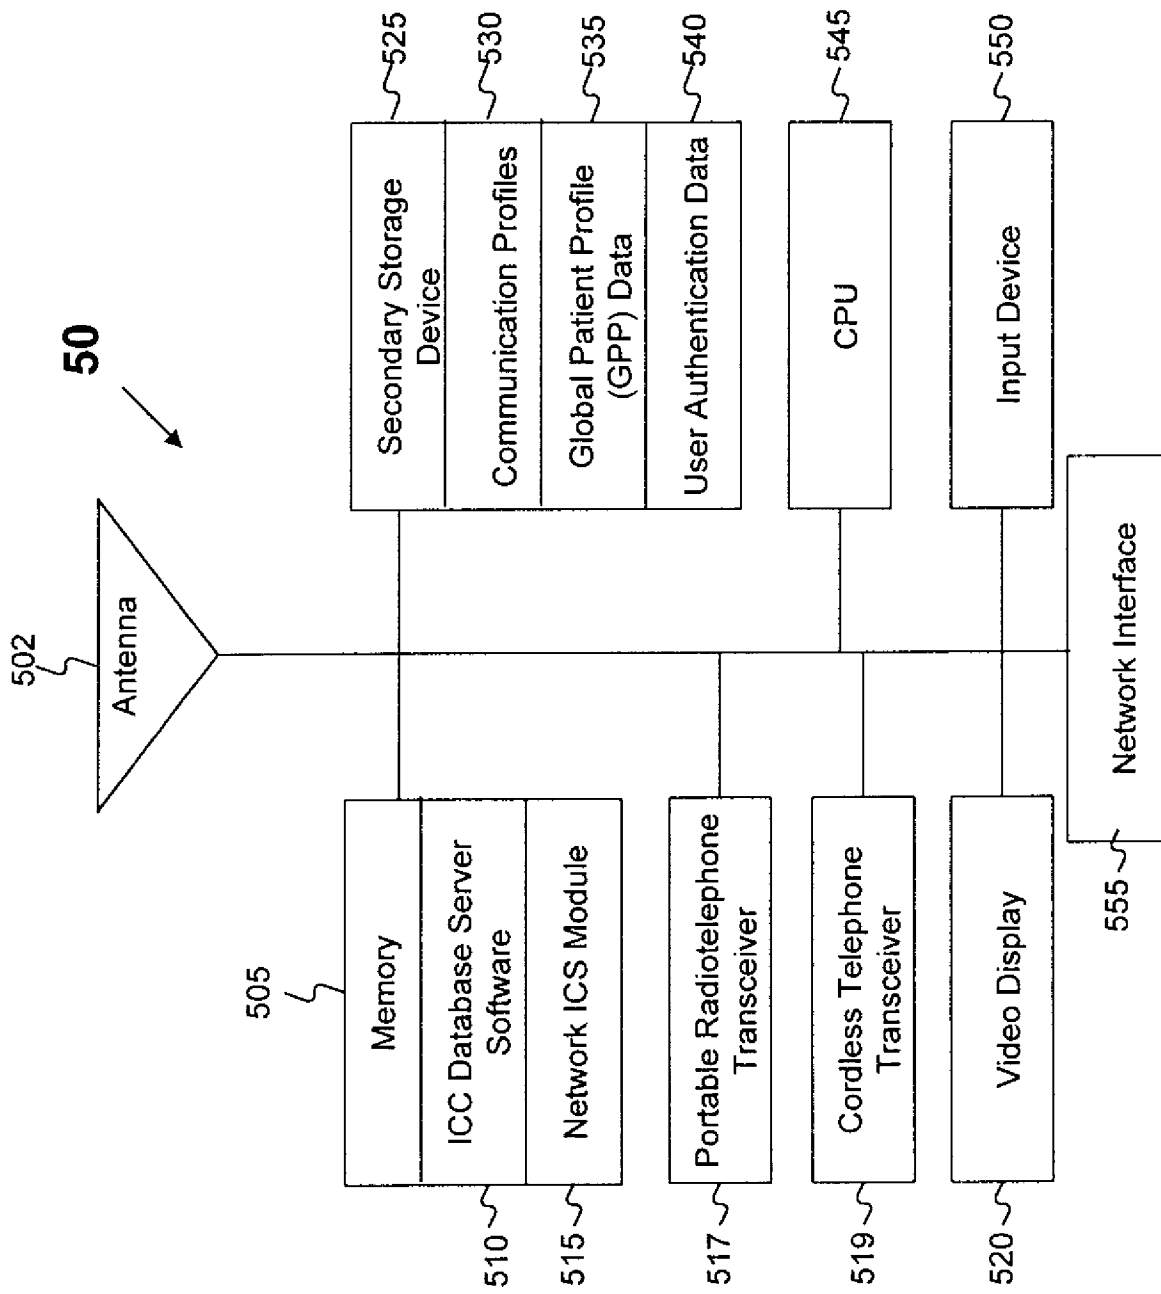 50
502
Antenna
505
Memory
ICC Database Server
Software
510
Network ICS Module
515
Portable Radiotelephone
Transceiver
517
Cordless Telephone
Transceiver
519
Video Display
520
Secondary Storage
Device
525
Communication Profiles
530
Global Patient Profile
(GPP) Data
535
User Authentication Data
540
CPU
545
Input Device
550
Network Interface
555